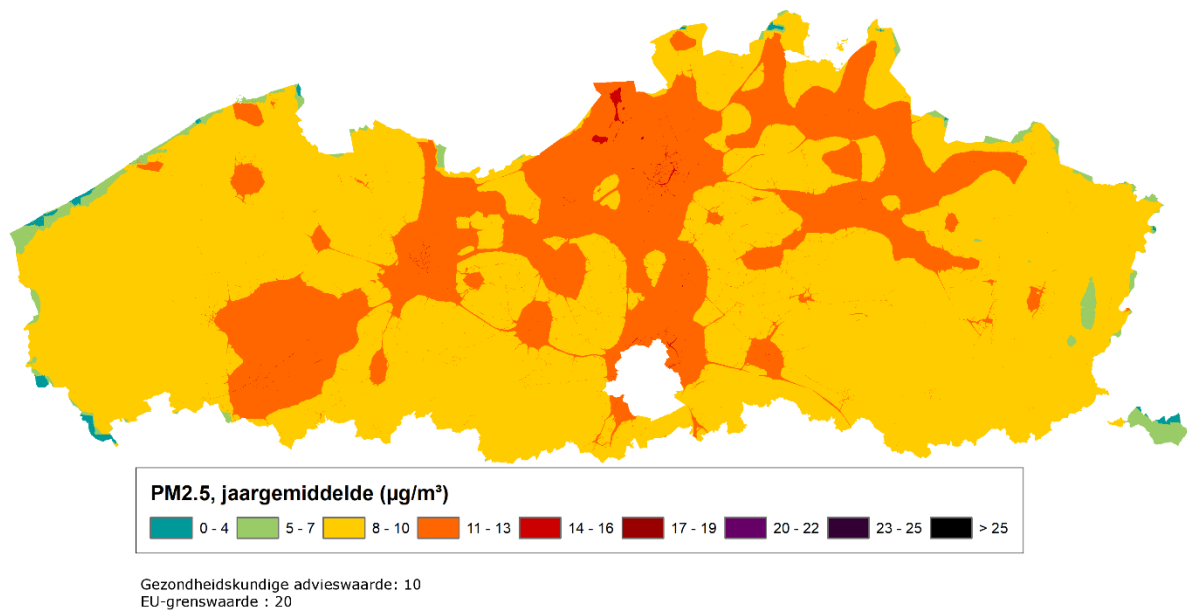 PM2.5, jaargemiddelde (µg/m³)
0 - 4 5 - 7 8 - 10 11 - 13 14 - 16 17 - 19 20 - 22 23 - 25 > 25
Gezondheidskundige advieswaarde: 10
EU-grenswaarde : 20